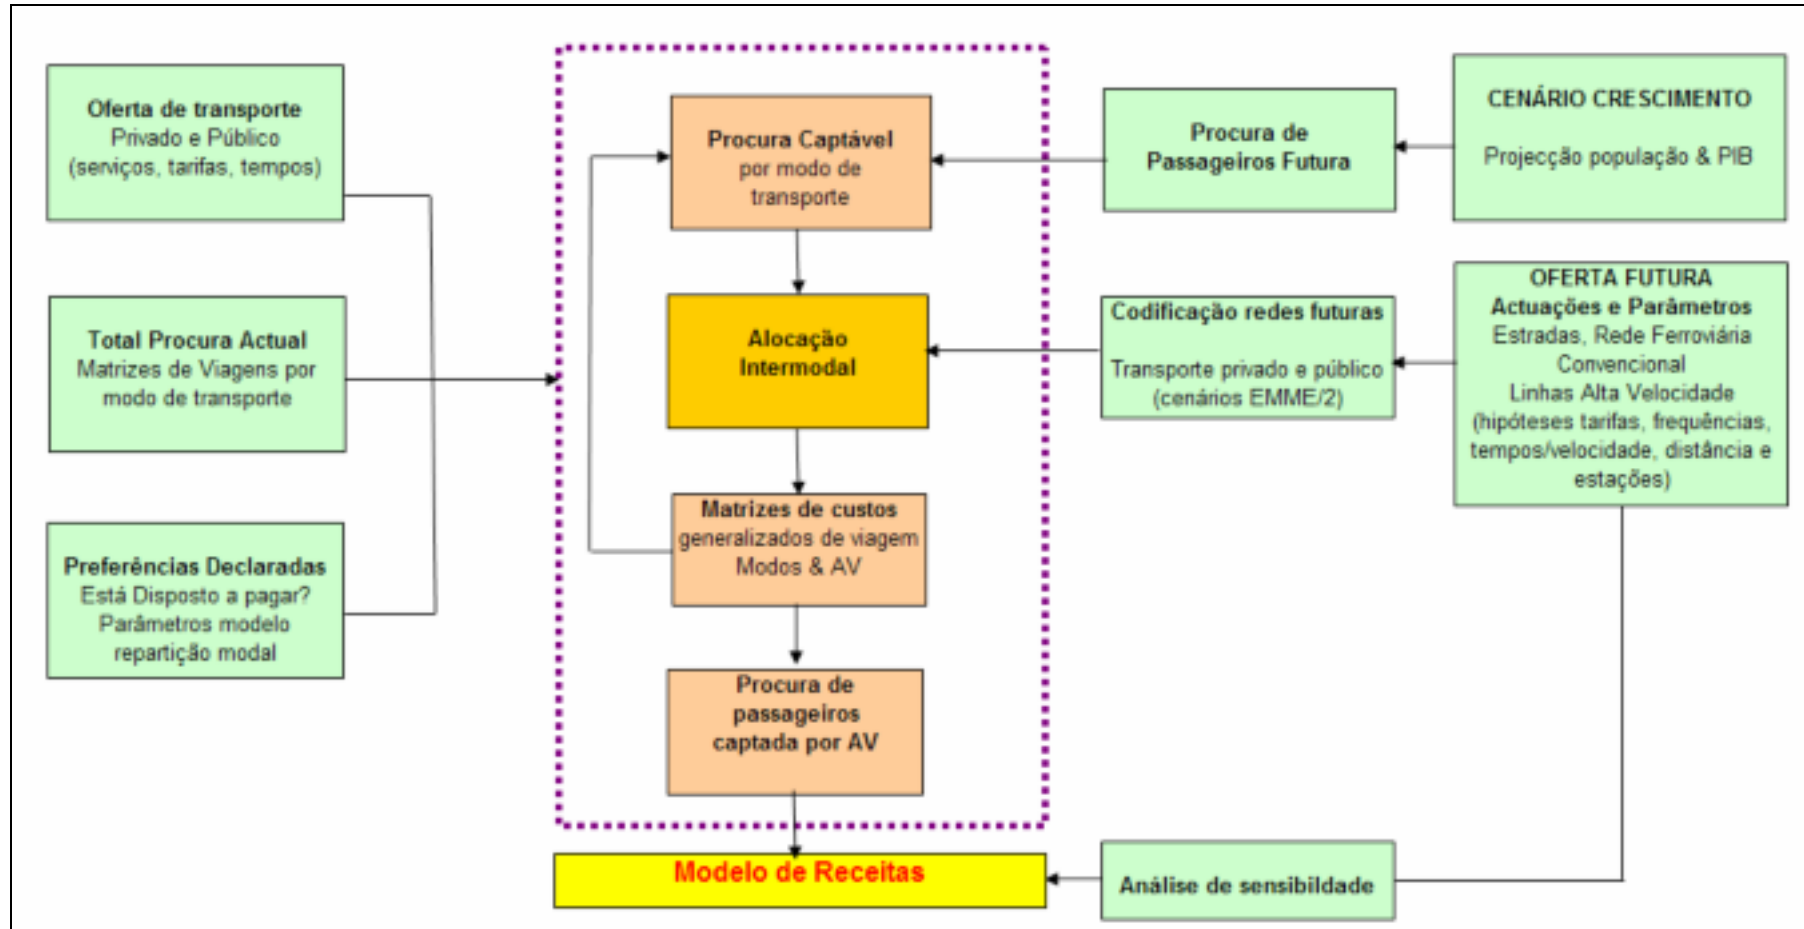 Oferta de transporte
Privado e Público
(serviços, tarifas, tempos)
Total Procura Actual
Matrizes de Viagens por
modo de transporte
Preferências Declaradas
Está Disposto a pagar?
Parâmetros modelo
repartição modal
Procura Captável
por modo de
transporte
Alocação
Intermodal
Matrizes de custos
generalizados de viagem
Modos & AV
Procura de
passageiros
captada por AV
Modelo de Receitas
Procura de
Passageiros Futura
Codificação redes futuras
Transporte privado e público
(cenários EMME/2)
Análise de sensibildade
CENÁRIO CRESCIMENTO
Projecção população & PIB
OFERTA FUTURA
Actuações e Parâmetros
Estradas, Rede Ferroviária
Convencional
Linhas Alta Velocidade
(hipóteses tarifas, frequências,
tempos/velocidade, distância e
estações)